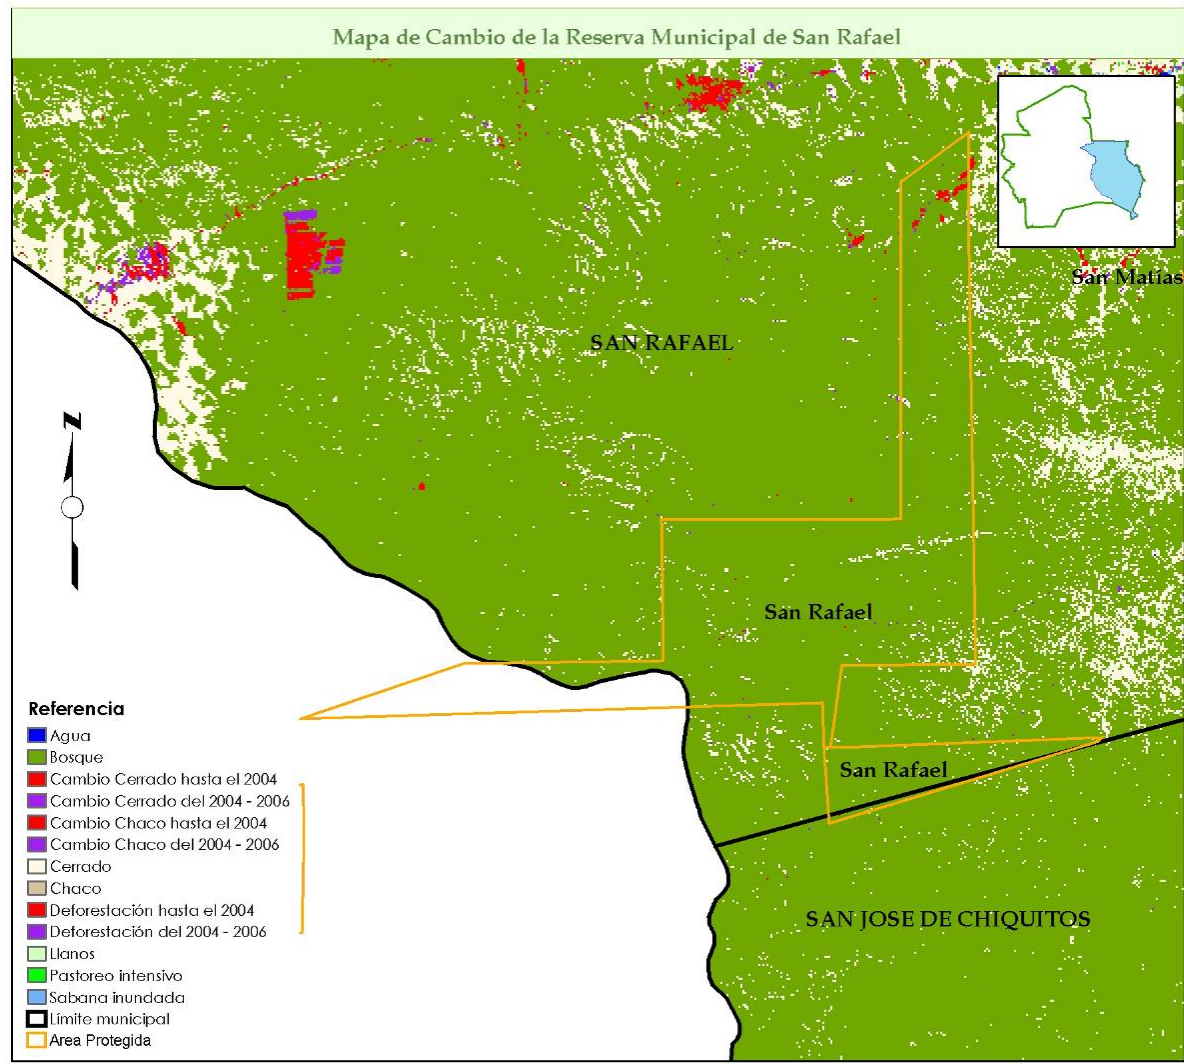 Mapa de Cambio de la Reserva Municipal de San Rafael
San Matías
SAN RAFAEL
N
San Rafael
San Rafael
SAN JOSE DE CHIQUITOS
Referencia
Agua
Bosque
Cambio Cerrado hasta el 2004
Cambio Cerrado del 2004 - 2006
Cambio Chaco hasta el 2004
Cambio Chaco del 2004 - 2006
Cerrado
Chaco
Deforestación hasta el 2004
Deforestación del 2004 - 2006
Llanos
Pastoreo intensivo
Sabana inundada
Límite municipal
Area Protegida